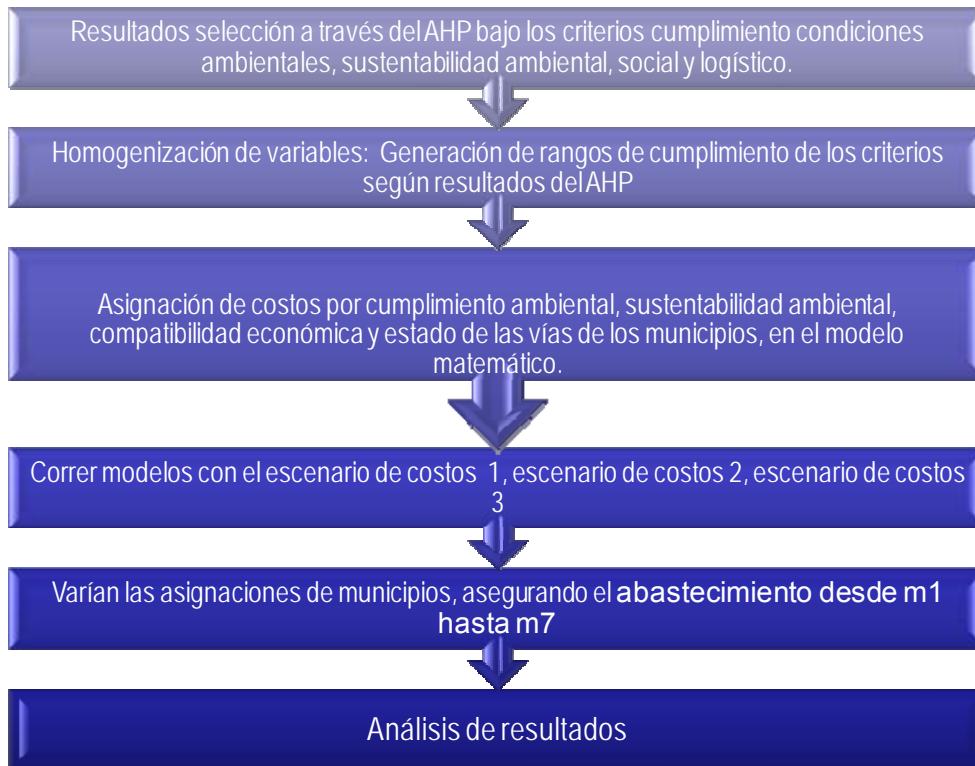 Resultados selección a través del AHP bajo los criterios cumplimiento condiciones
ambientales, sustentabilidad ambiental, social y logístico.
Homogenización de variables: Generación de rangos de cumplimiento de los criterios
según resultados del AHP
Asignación de costos por cumplimiento ambiental, sustentabilidad ambiental,
compatibilidad económica y estado de las vías de los municipios, en el modelo
matemático.
Correr modelos con el escenario de costos 1, escenario de costos 2, escenario de costos
3
Varían las asignaciones de municipios, asegurando el abastecimiento desde m1
hasta m7
Análisis de resultados